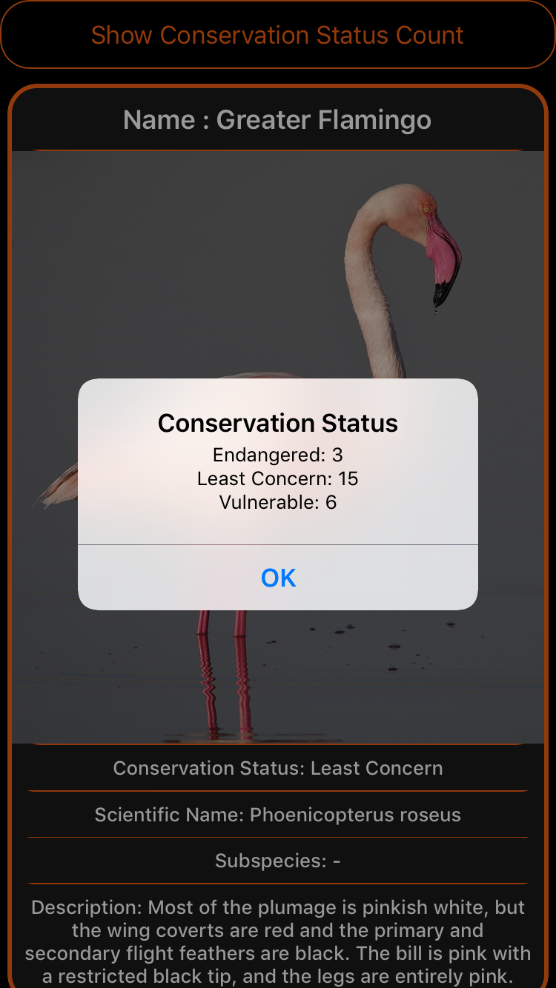 Show Conservation Status Count
Name : Greater Flamingo
Conservation Status
Endangered: 3
Least Concern: 15
Vulnerable: 6
OK
Conservation Status: Least Concern
Scientific Name: Phoenicopterus roseus
Subspecies: -
Description: Most of the plumage is pinkish white, but
the wing coverts are red and the primary and
secondary flight feathers are black. The bill is pink with
a restricted black tip, and the legs are entirely pink.